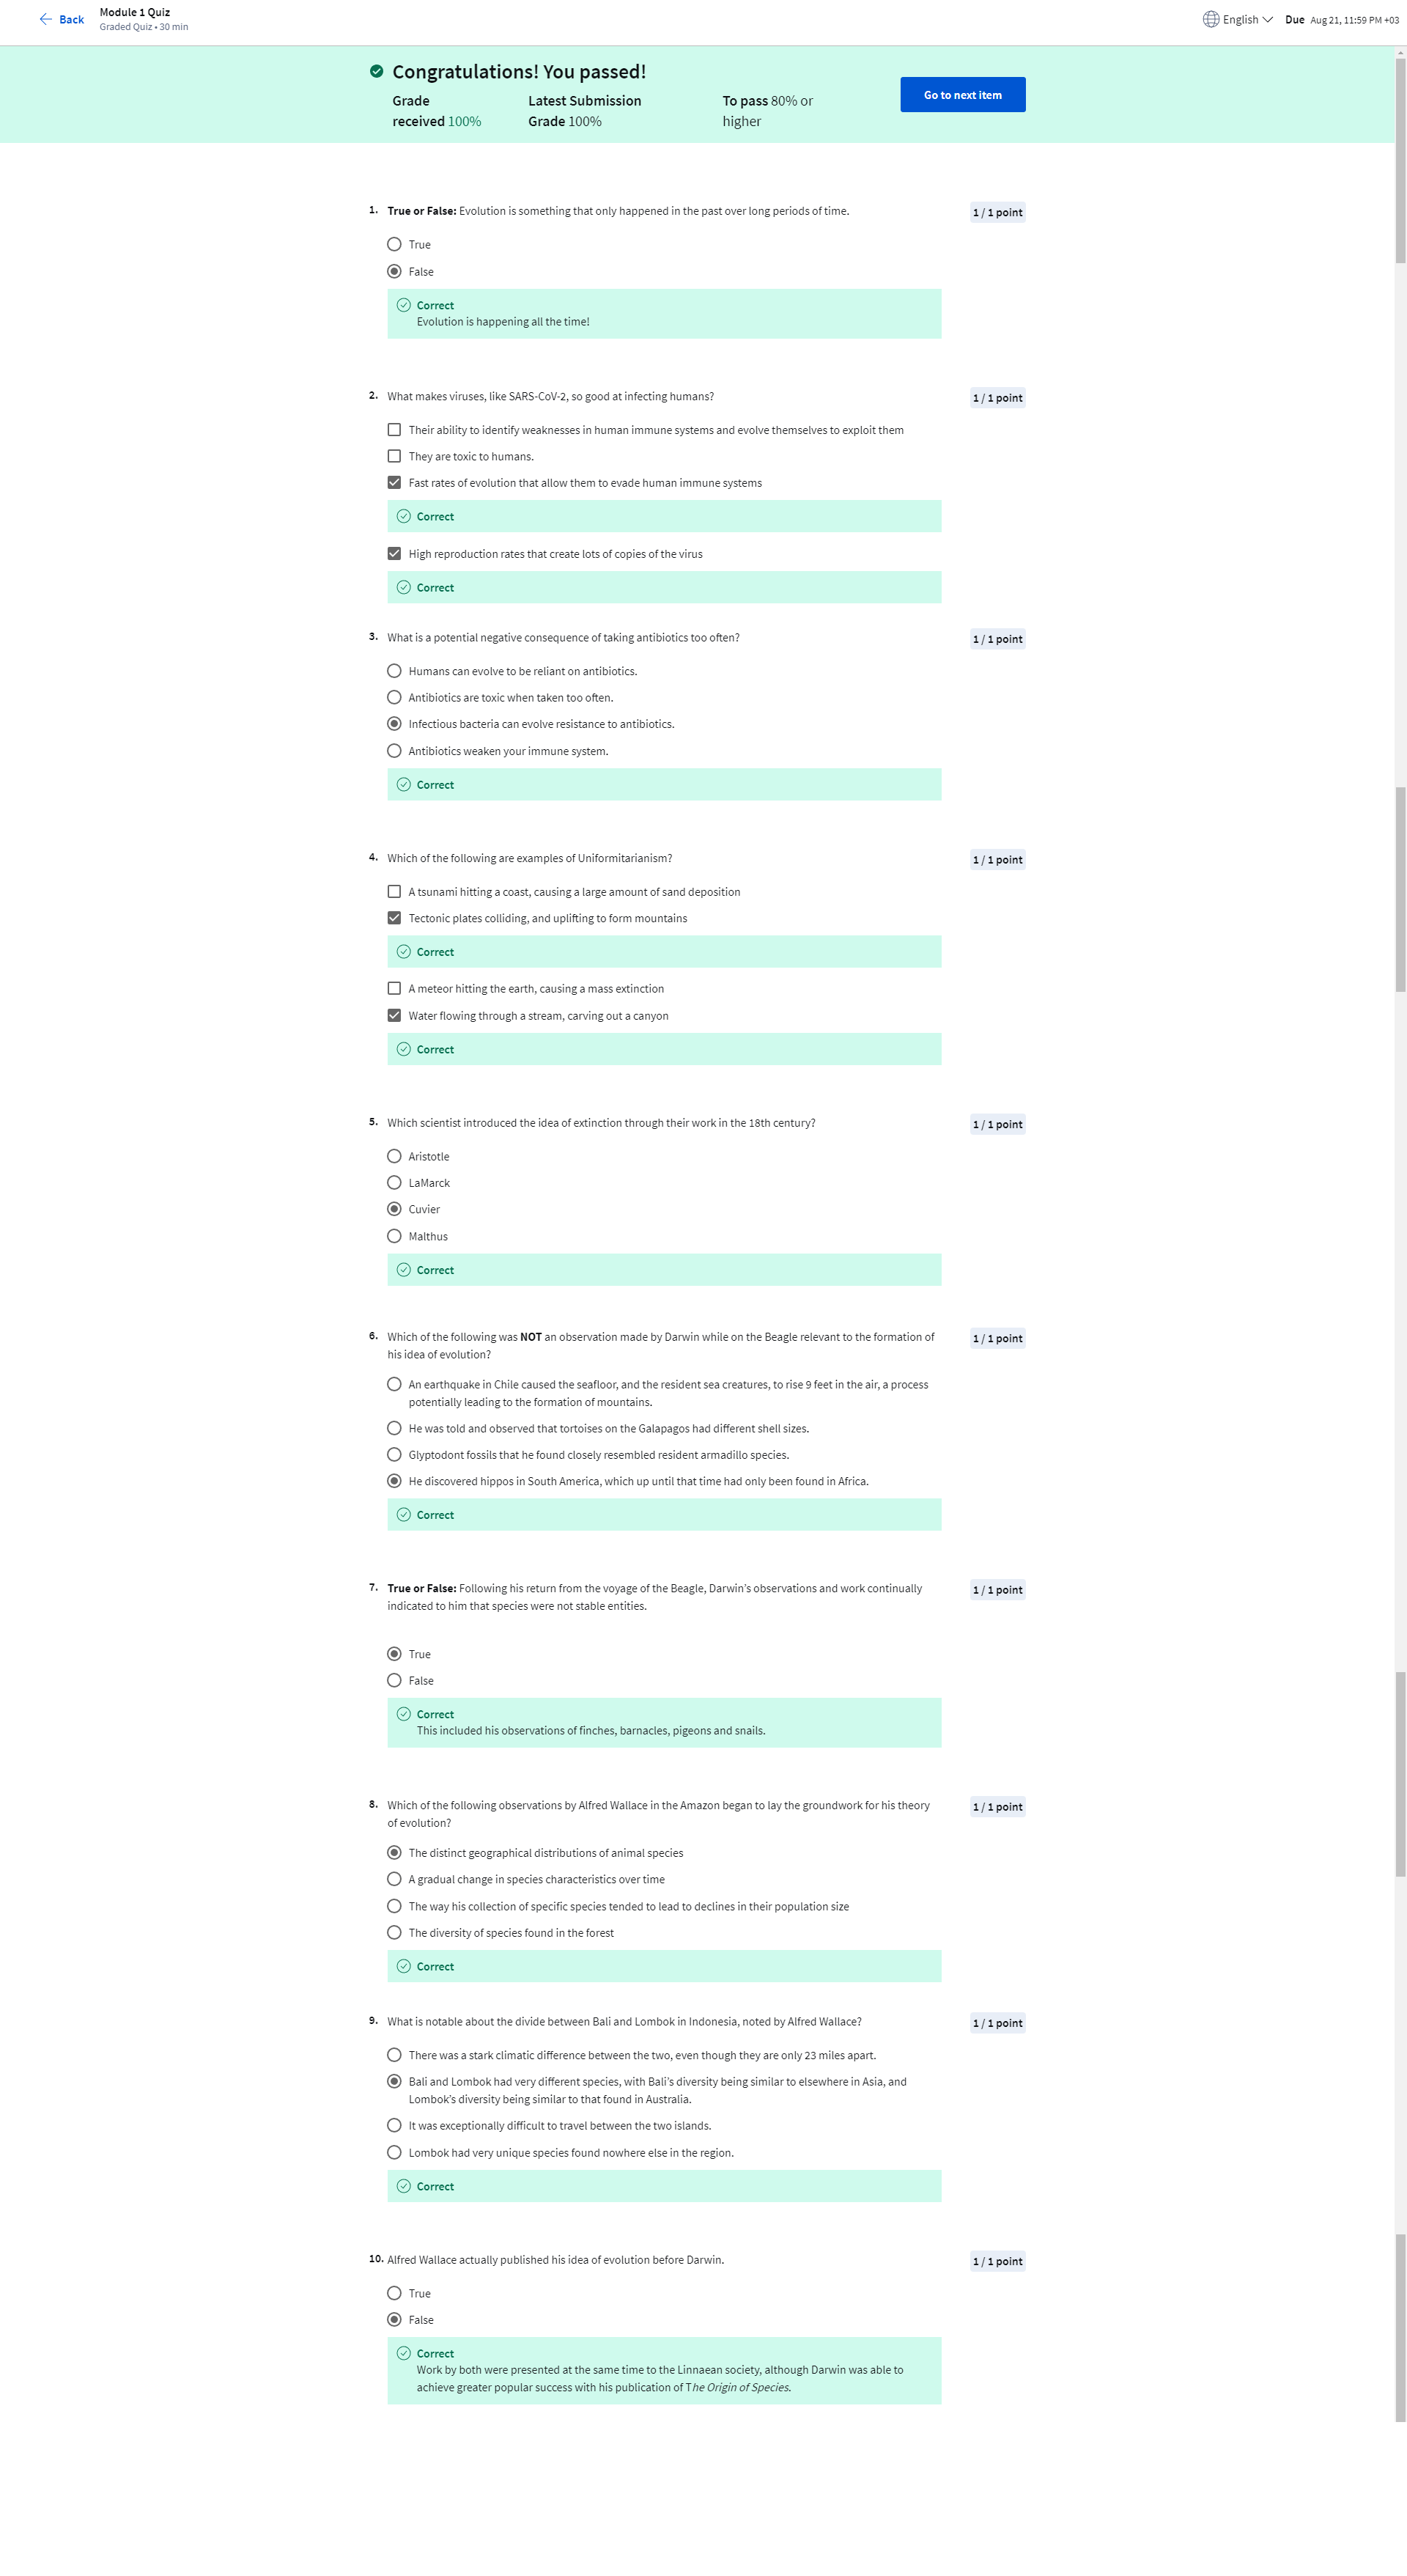 Back
Module 1 Quiz
Graded Quiz • 30 min
English
Due Aug 21, 11:59 PM +03
Congratulations! You passed!
Grade
received 100%
Latest Submission
Grade 100%
To pass 80% or
higher
Go to next item
1. True or False: Evolution is something that only happened in the past over long periods of time.
1 / 1 point
True
False
Correct
Evolution is happening all the time!
2. What makes viruses, like SARS-CoV-2, so good at infecting humans?
1 / 1 point
Their ability to identify weaknesses in human immune systems and evolve themselves to exploit them
They are toxic to humans.
Fast rates of evolution that allow them to evade human immune systems
Correct
High reproduction rates that create lots of copies of the virus
Correct
3. What is a potential negative consequence of taking antibiotics too often?
1 / 1 point
Humans can evolve to be reliant on antibiotics.
Antibiotics are toxic when taken too often.
Infectious bacteria can evolve resistance to antibiotics.
Antibiotics weaken your immune system.
Correct
4. Which of the following are examples of Uniformitarianism?
1 / 1 point
A tsunami hitting a coast, causing a large amount of sand deposition
Tectonic plates colliding, and uplifting to form mountains
Correct
A meteor hitting the earth, causing a mass extinction
Water flowing through a stream, carving out a canyon
Correct
5. Which scientist introduced the idea of extinction through their work in the 18th century?
1 / 1 point
Aristotle
LaMarck
Cuvier
Malthus
Correct
6. Which of the following was NOT an observation made by Darwin while on the Beagle relevant to the formation of
his idea of evolution?
1 / 1 point
An earthquake in Chile caused the seafloor, and the resident sea creatures, to rise 9 feet in the air, a process
potentially leading to the formation of mountains.
He was told and observed that tortoises on the Galapagos had different shell sizes.
Glyptodont fossils that he found closely resembled resident armadillo species.
He discovered hippos in South America, which up until that time had only been found in Africa.
Correct
7. True or False: Following his return from the voyage of the Beagle, Darwin’s observations and work continually
indicated to him that species were not stable entities.
1 / 1 point
True
False
Correct
This included his observations of finches, barnacles, pigeons and snails.
8. Which of the following observations by Alfred Wallace in the Amazon began to lay the groundwork for his theory
of evolution?
1 / 1 point
The distinct geographical distributions of animal species
A gradual change in species characteristics over time
The way his collection of specific species tended to lead to declines in their population size
The diversity of species found in the forest
Correct
9. What is notable about the divide between Bali and Lombok in Indonesia, noted by Alfred Wallace?
1 / 1 point
There was a stark climatic difference between the two, even though they are only 23 miles apart.
Bali and Lombok had very different species, with Bali’s diversity being similar to elsewhere in Asia, and
Lombok’s diversity being similar to that found in Australia.
It was exceptionally difficult to travel between the two islands.
Lombok had very unique species found nowhere else in the region.
Correct
10. Alfred Wallace actually published his idea of evolution before Darwin.
1 / 1 point
True
False
Correct
Work by both were presented at the same time to the Linnaean society, although Darwin was able to
achieve greater popular success with his publication of The Origin of Species.